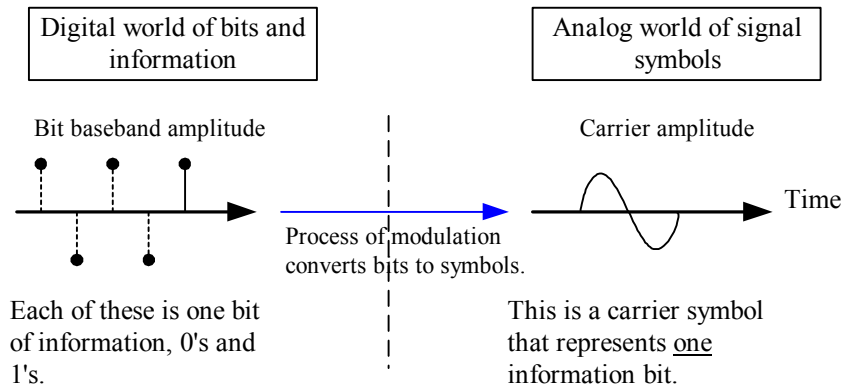 Digital world of bits and
information
Analog world of signal
symbols
Bit baseband amplitude
Carrier amplitude
Time
Process of modulation
converts bits to symbols.
Each of these is one bit
of information, 0's and
1's.
This is a carrier symbol
that represents one
information bit.